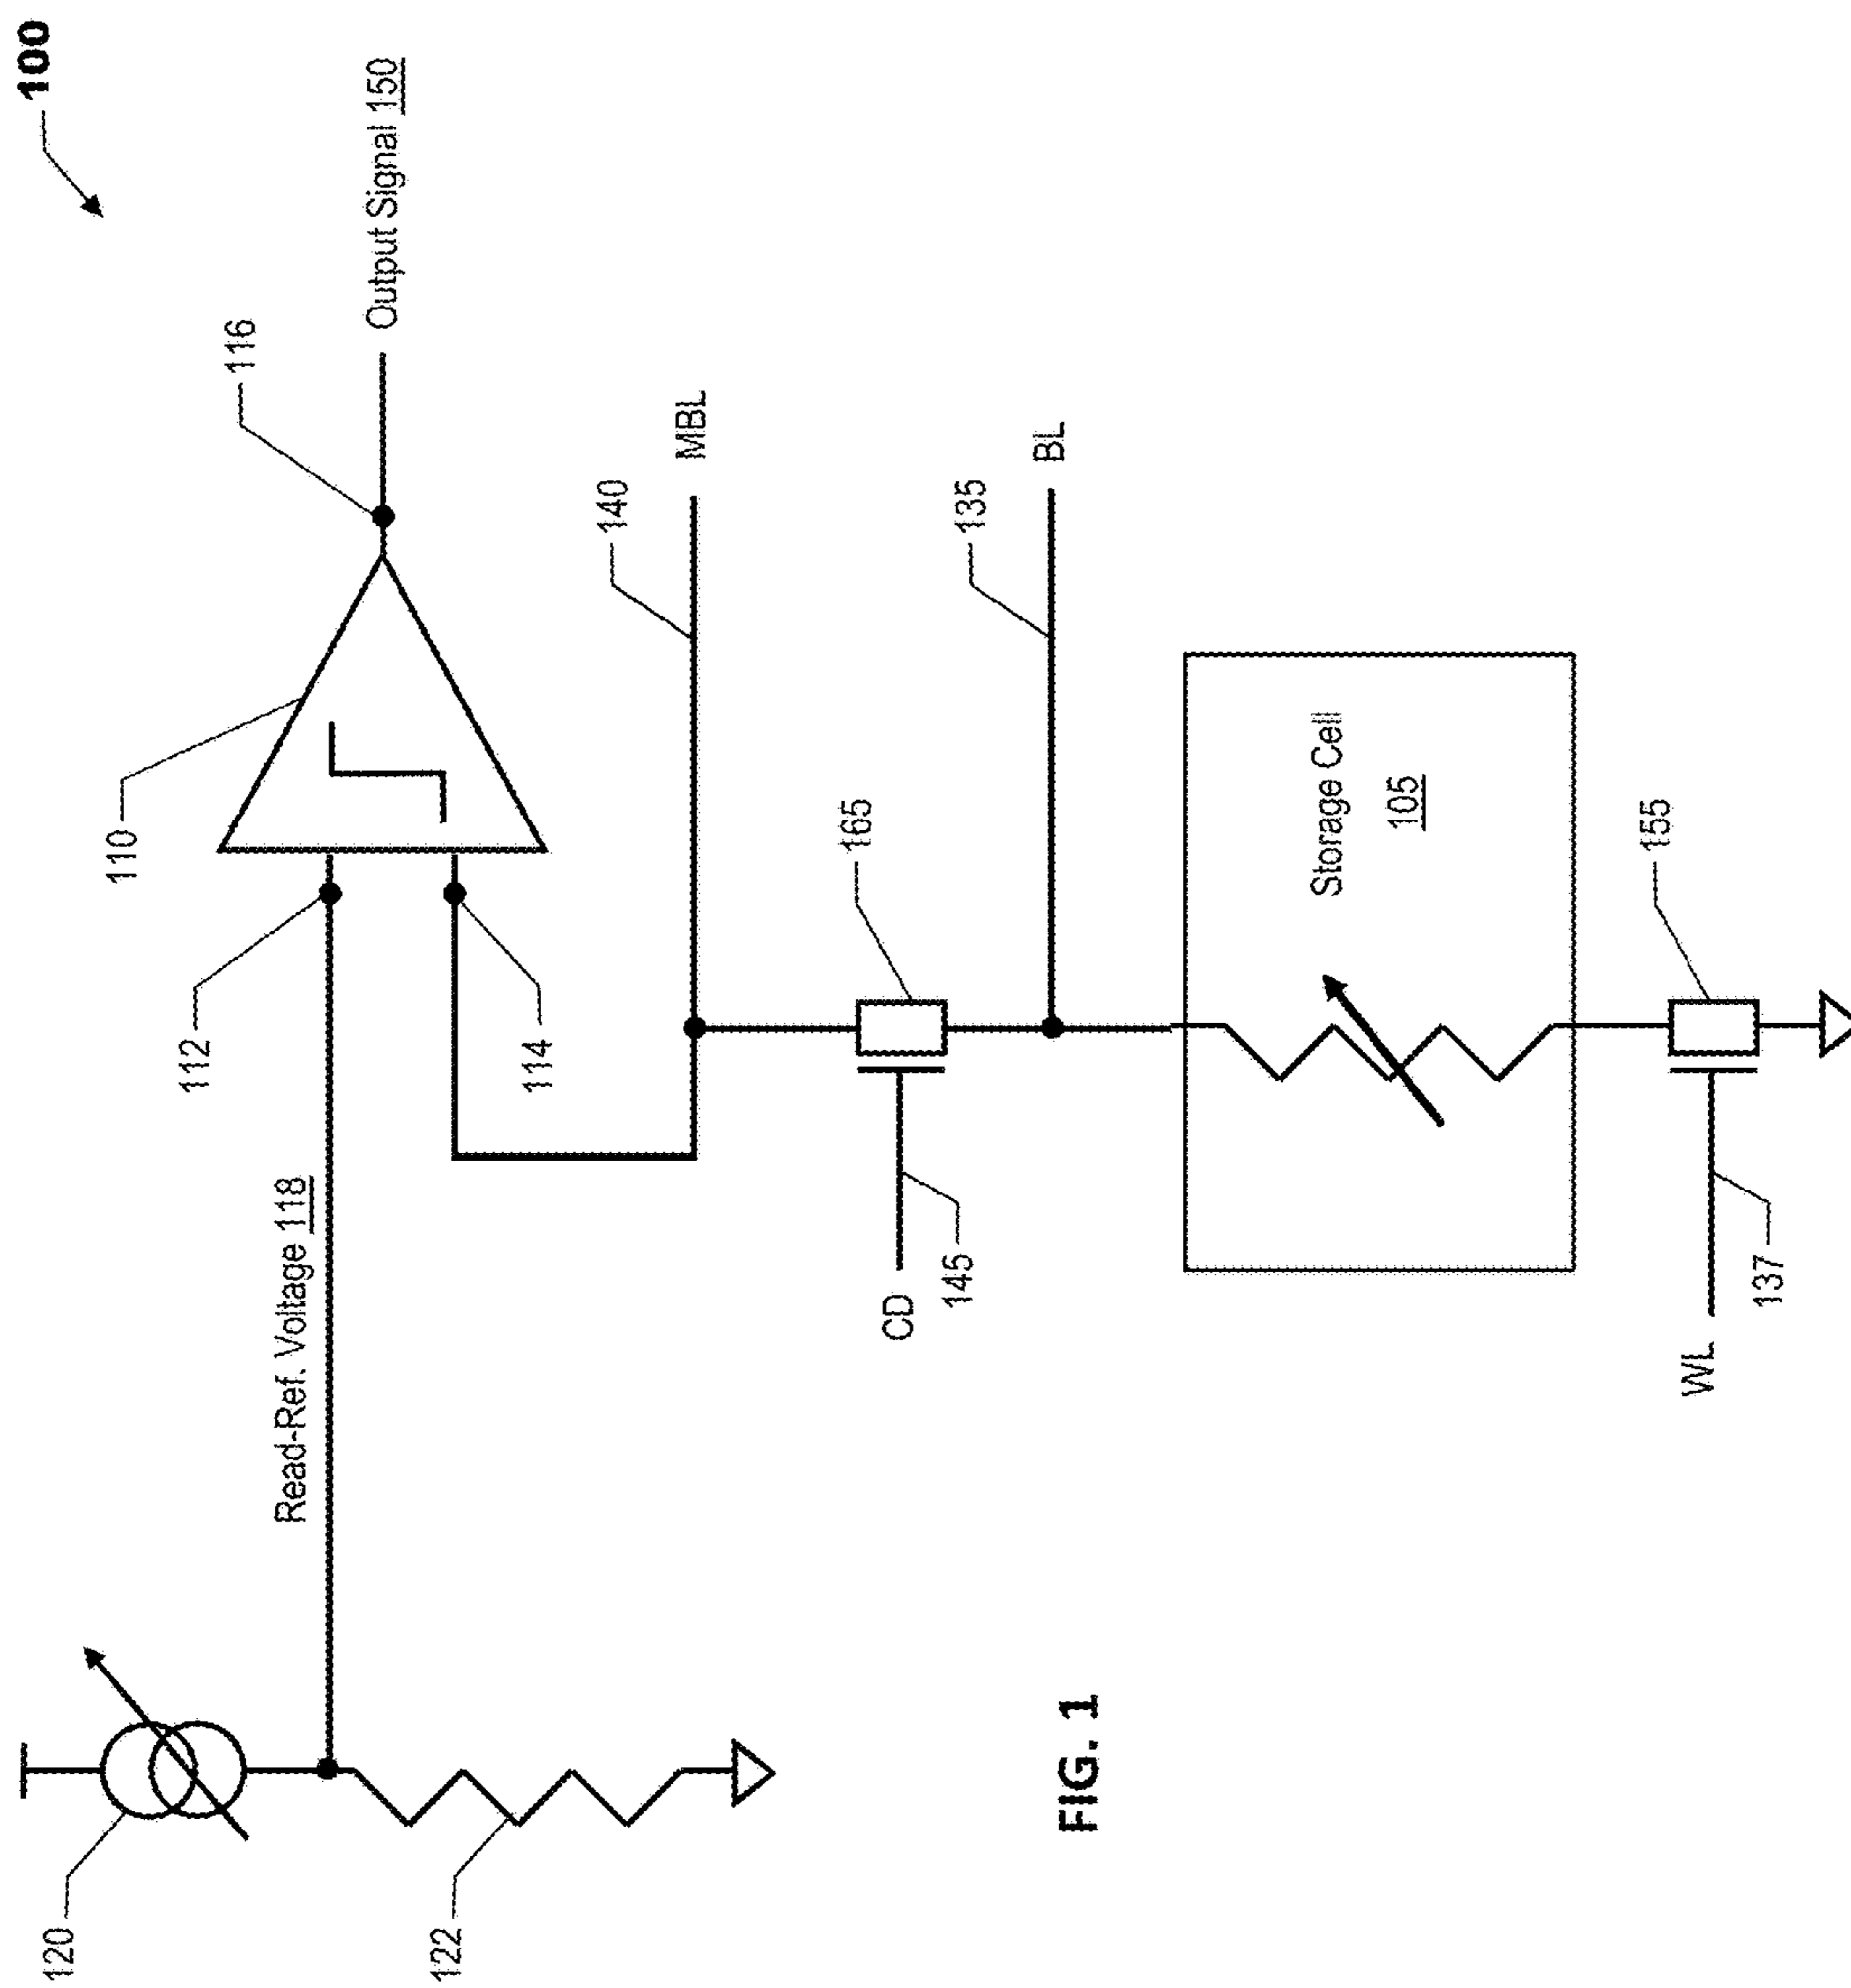 100
120
Read-Ref. Voltage 118
112
110
116
Output Signal 150
122
114
140
MBL
CD
145
165
135
BL
Storage Cell
105
WL
137
155
FIG. 1